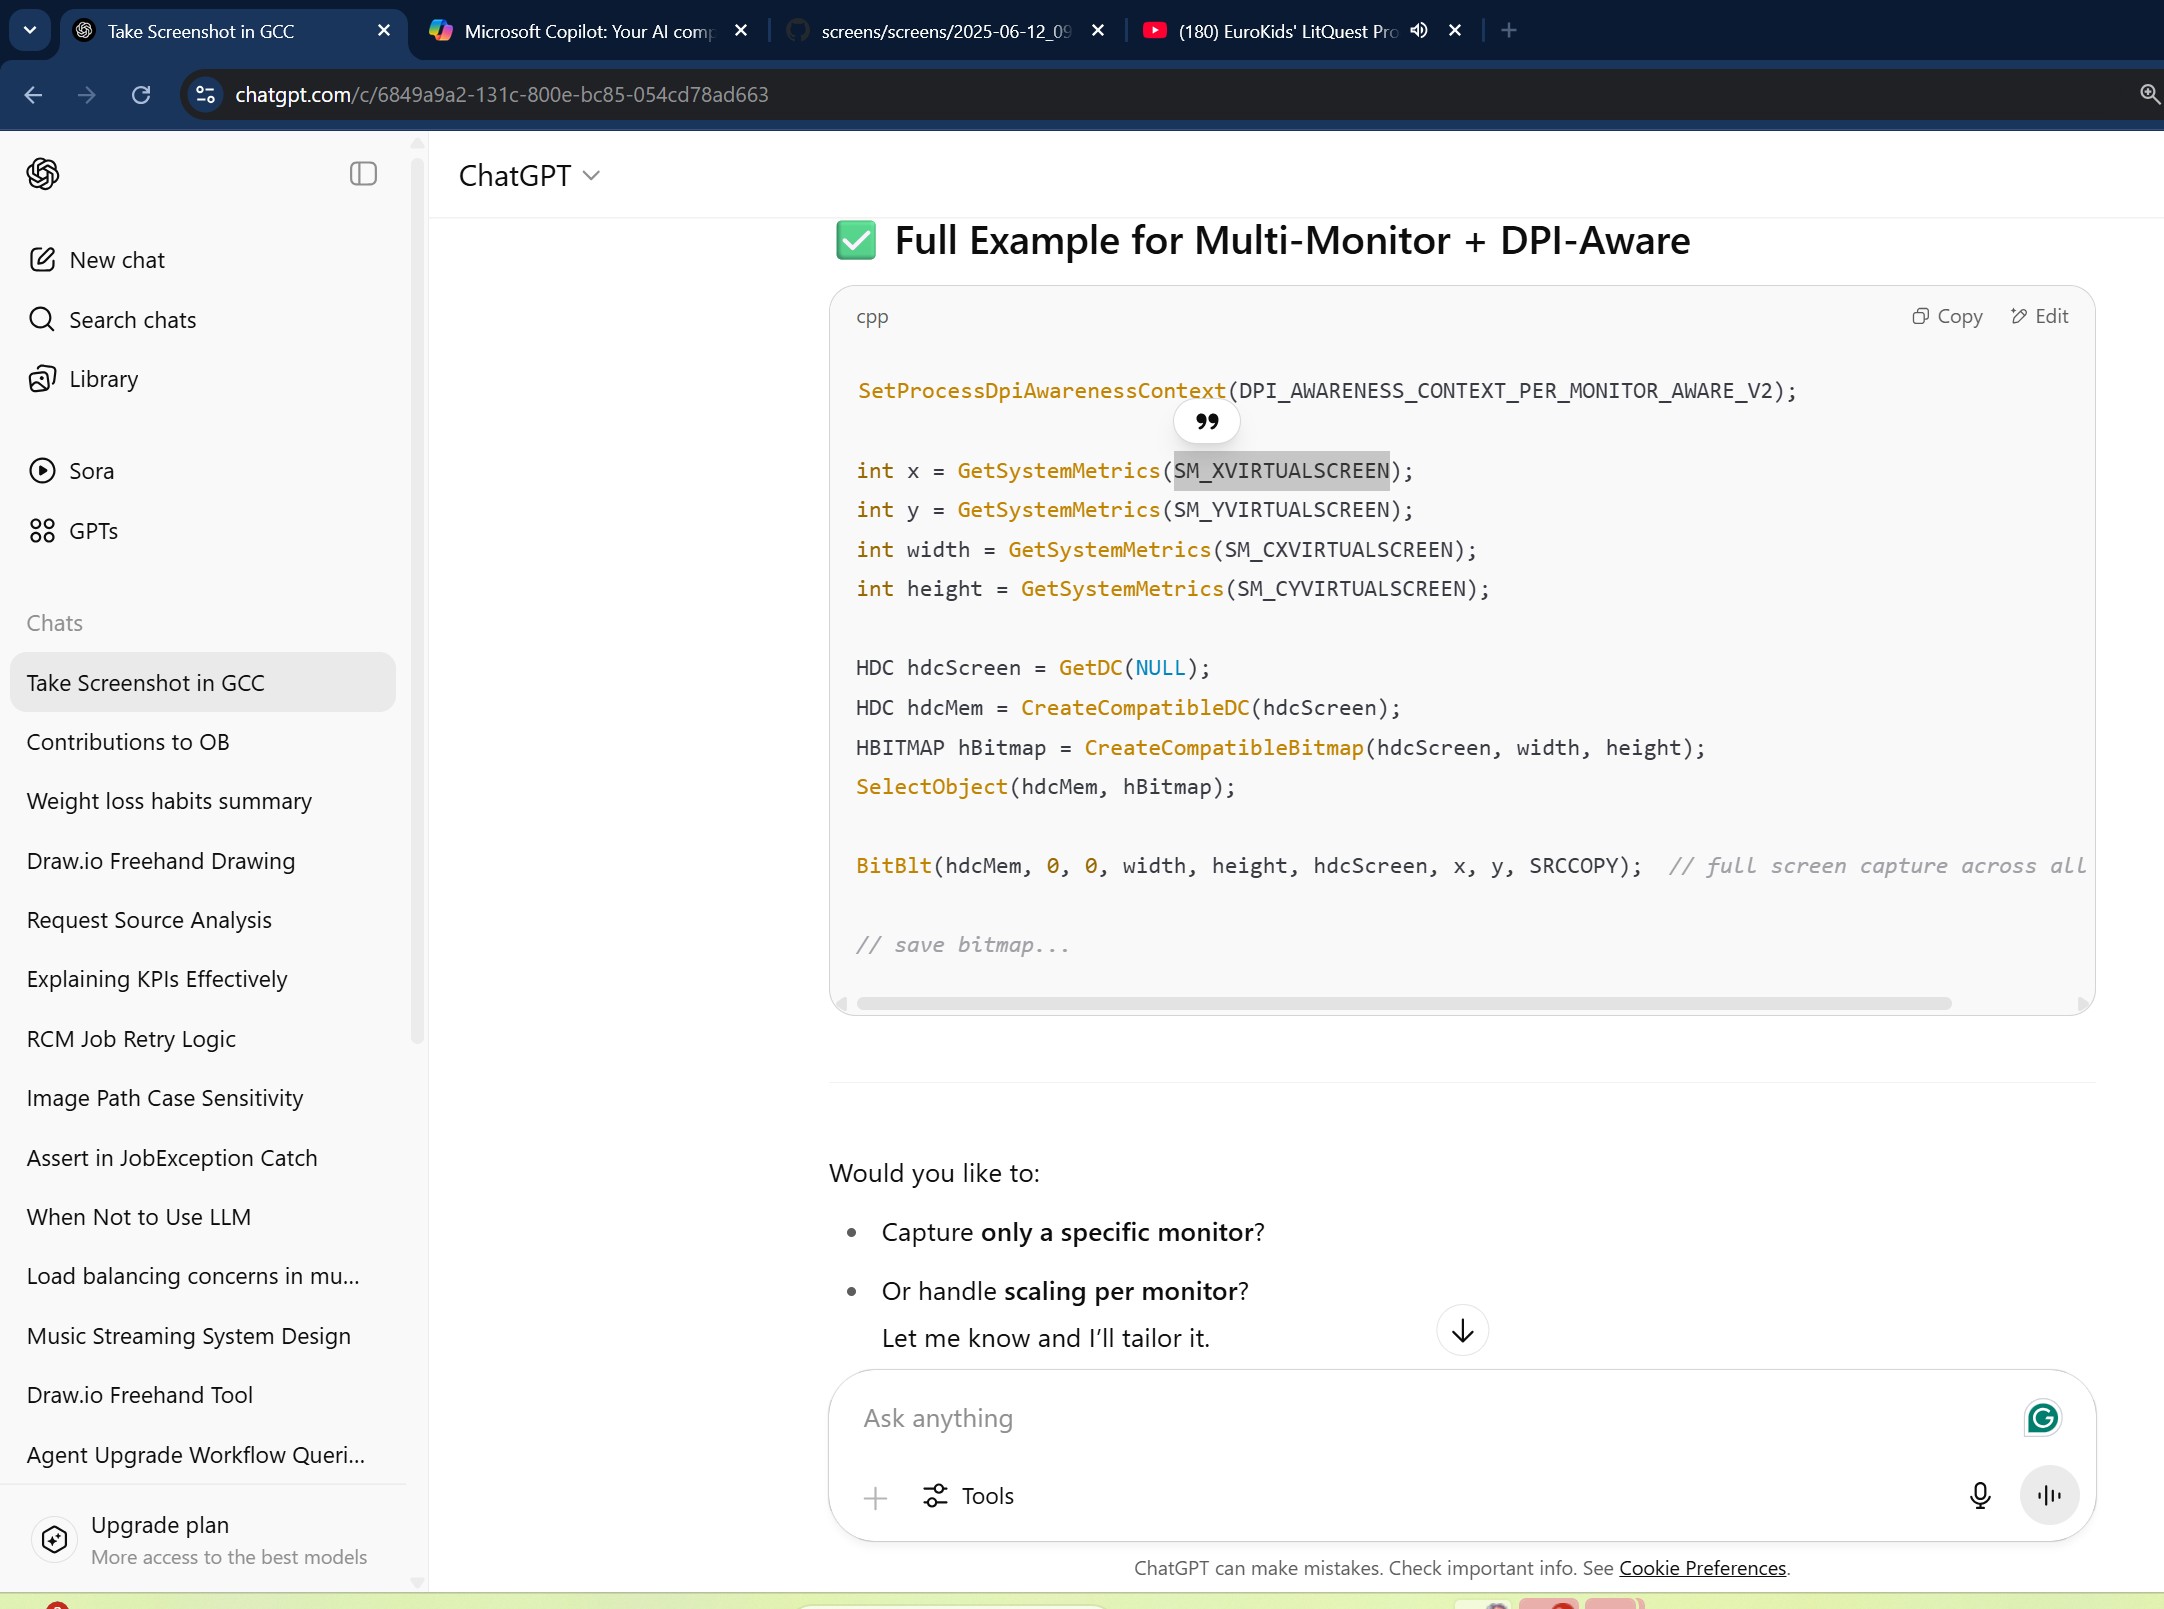 Take Screenshot in GCC
Microsoft Copilot: Your AI comp
screens/screens/2025-06-12_09
(180) EuroKids' LitQuest Pro
chatgpt.com/c/6849a9a2-131c-800e-bc85-054cd78ad663
New chat
Search chats
Library
Sora
GPTs
Chats
Take Screenshot in GCC
Contributions to OB
Weight loss habits summary
Draw.io Freehand Drawing
Request Source Analysis
Explaining KPIs Effectively
RCM Job Retry Logic
Image Path Case Sensitivity
Assert in JobException Catch
When Not to Use LLM
Load balancing concerns in mu...
Music Streaming System Design
Draw.io Freehand Tool
Agent Upgrade Workflow Queri...
Upgrade plan
More access to the best models
ChatGPT
✅ Full Example for Multi-Monitor + DPI-Aware
cpp
Copy
Edit
SetProcessDpiAwarenessContext(DPI_AWARENESS_CONTEXT_PER_MONITOR_AWARE_V2);
int x = GetSystemMetrics(SM_XVIRTUALSCREEN);
int y = GetSystemMetrics(SM_YVIRTUALSCREEN);
int width = GetSystemMetrics(SM_CXVIRTUALSCREEN);
int height = GetSystemMetrics(SM_CYVIRTUALSCREEN);
HDC hdcScreen = GetDC(NULL);
HDC hdcMem = CreateCompatibleDC(hdcScreen);
HBITMAP hBitmap = CreateCompatibleBitmap(hdcScreen, width, height);
SelectObject(hdcMem, hBitmap);
BitBlt(hdcMem, 0, 0, width, height, hdcScreen, x, y, SRCCOPY);  // full screen capture across all
// save bitmap...
Would you like to:
• Capture only a specific monitor?
• Or handle scaling per monitor?
Let me know and I'll tailor it.
Ask anything
Tools
ChatGPT can make mistakes. Check important info. See Cookie Preferences.